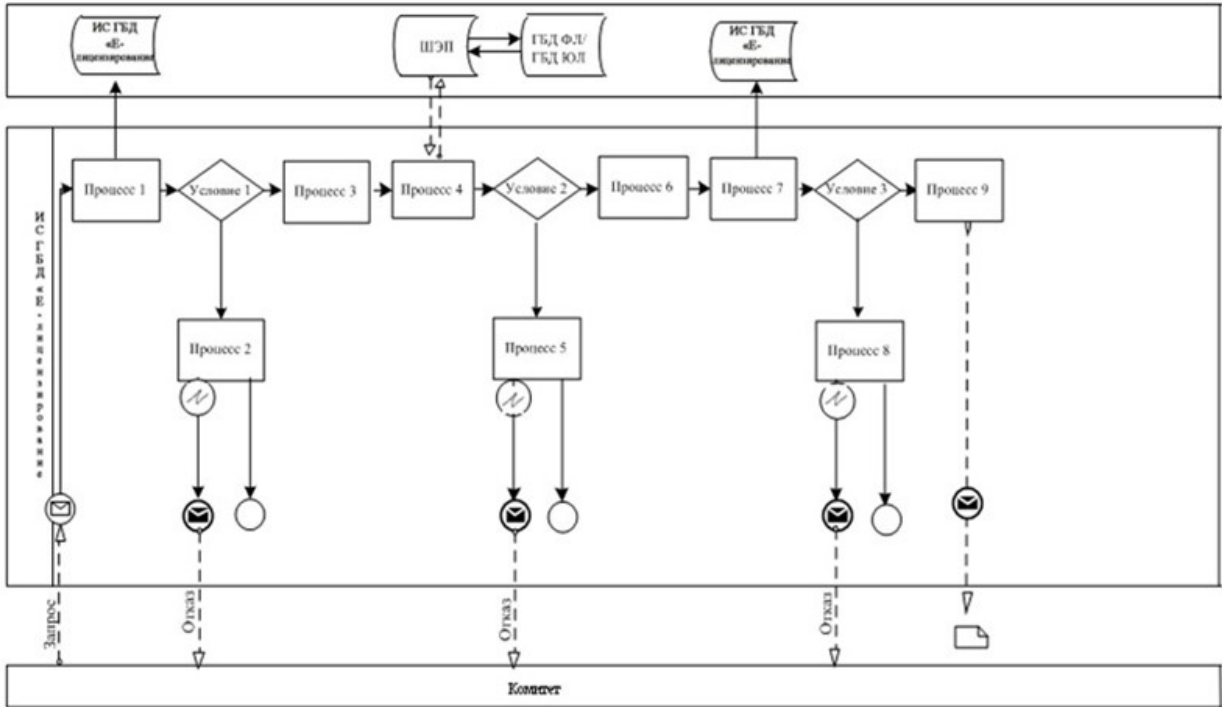 ИС ГБД
«Е-
лицензирование
ШЭП
ГБД ФЛ/
ГБД ЮЛ
ИС ГБД
«Е-
лицензирование
ИС ГБД «Е-лицензирование
Процесс 1
Условие 1
Процесс 3
Процесс 4
Условие 2
Процесс 6
Процесс 7
Условие 3
Процесс 9
Процесс 2
Процесс 5
Процесс 8
Запрос
Отказ
Отказ
Отказ
Комитет